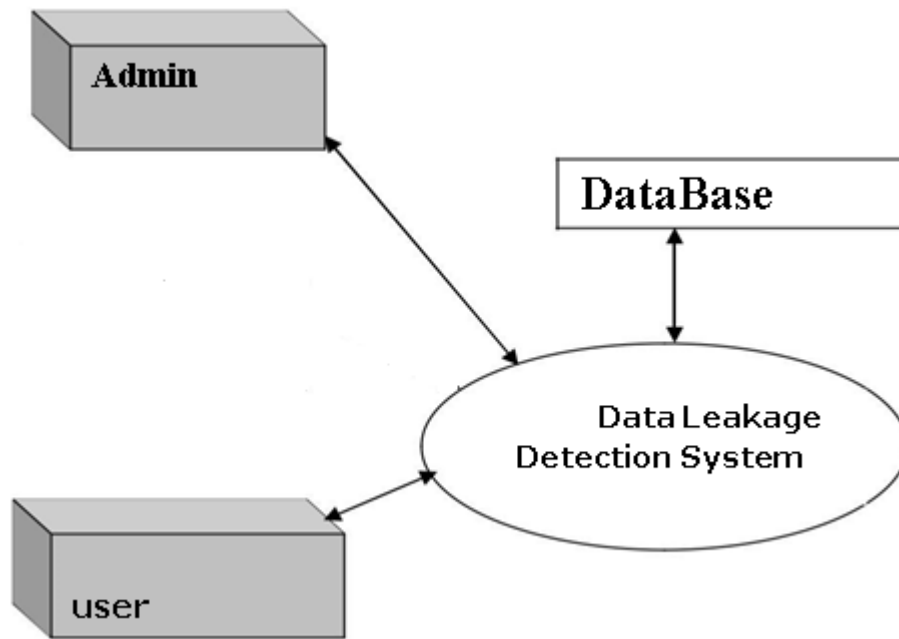 Admin
DataBase
Data Leakage
Detection System
user